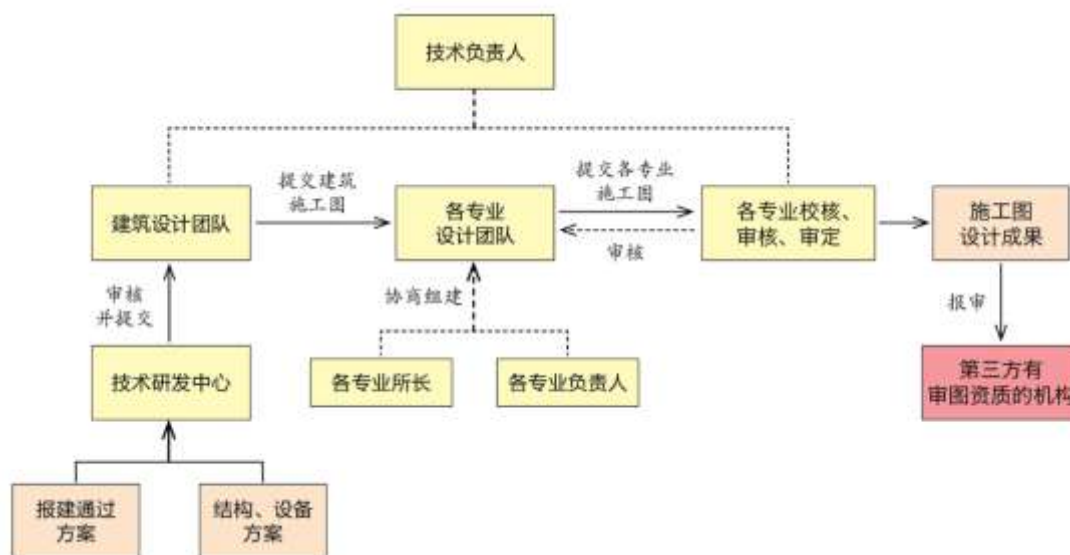 技术负责人
提交建筑
施工图
提交各专业
施工图
建筑设计团队
各专业
设计团队
各专业校核、
审核、审定
施工图
设计成果
审核
审核
并提交
协商组建
报审
技术研发中心
各专业所长
各专业负责人
第三方有
审图资质的机构
报建通过
方案
结构、设备
方案